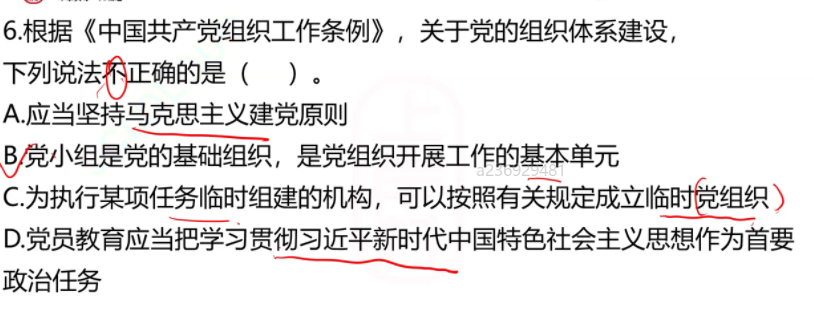 6.根据《中国共产党组织工作条例》，关于党的组织体系建设，
下列说法不正确的是（　）。
A.应当坚持马克思主义建党原则
B.党小组是党的基础组织，是党组织开展工作的基本单元
a236929481
C.为执行某项任务临时组建的机构，可以按照有关规定成立临时党组织
D.党员教育应当把学习贯彻习近平新时代中国特色社会主义思想作为首要
政治任务